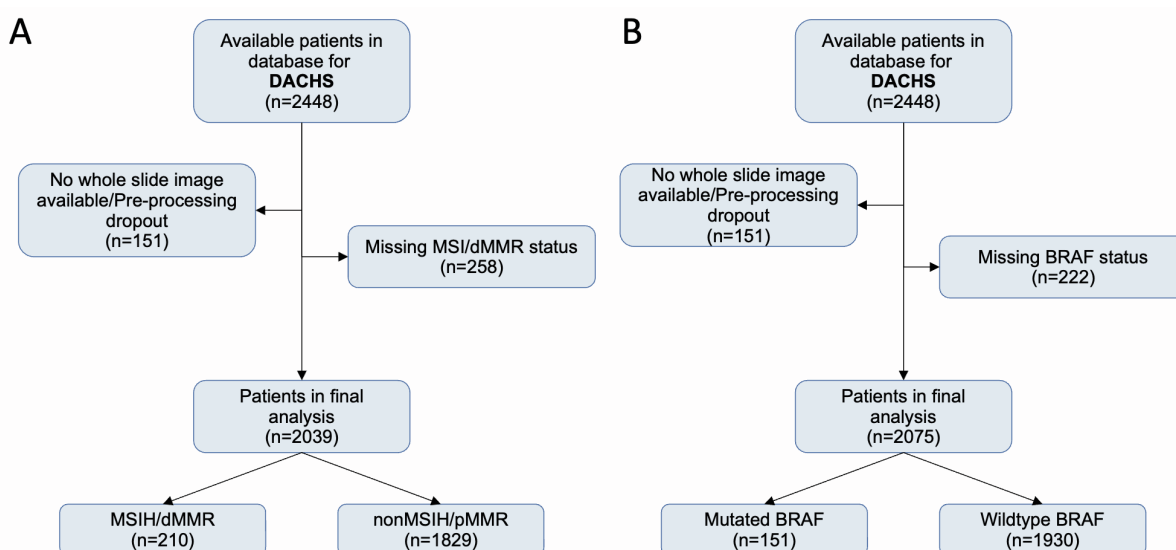 A
Available patients in
database for
DACHS
(n=2448)
No whole slide image
available/Pre-processing
dropout
(n=151)
Missing MSI/dMMR status
(n=258)
Patients in final
analysis
(n=2039)
MSIH/dMMR
(n=210)
nonMSIH/pMMR
(n=1829)
B
Available patients in
database for
DACHS
(n=2448)
No whole slide image
available/Pre-processing
dropout
(n=151)
Missing BRAF status
(n=222)
Patients in final
analysis
(n=2075)
Mutated BRAF
(n=151)
Wildtype BRAF
(n=1930)